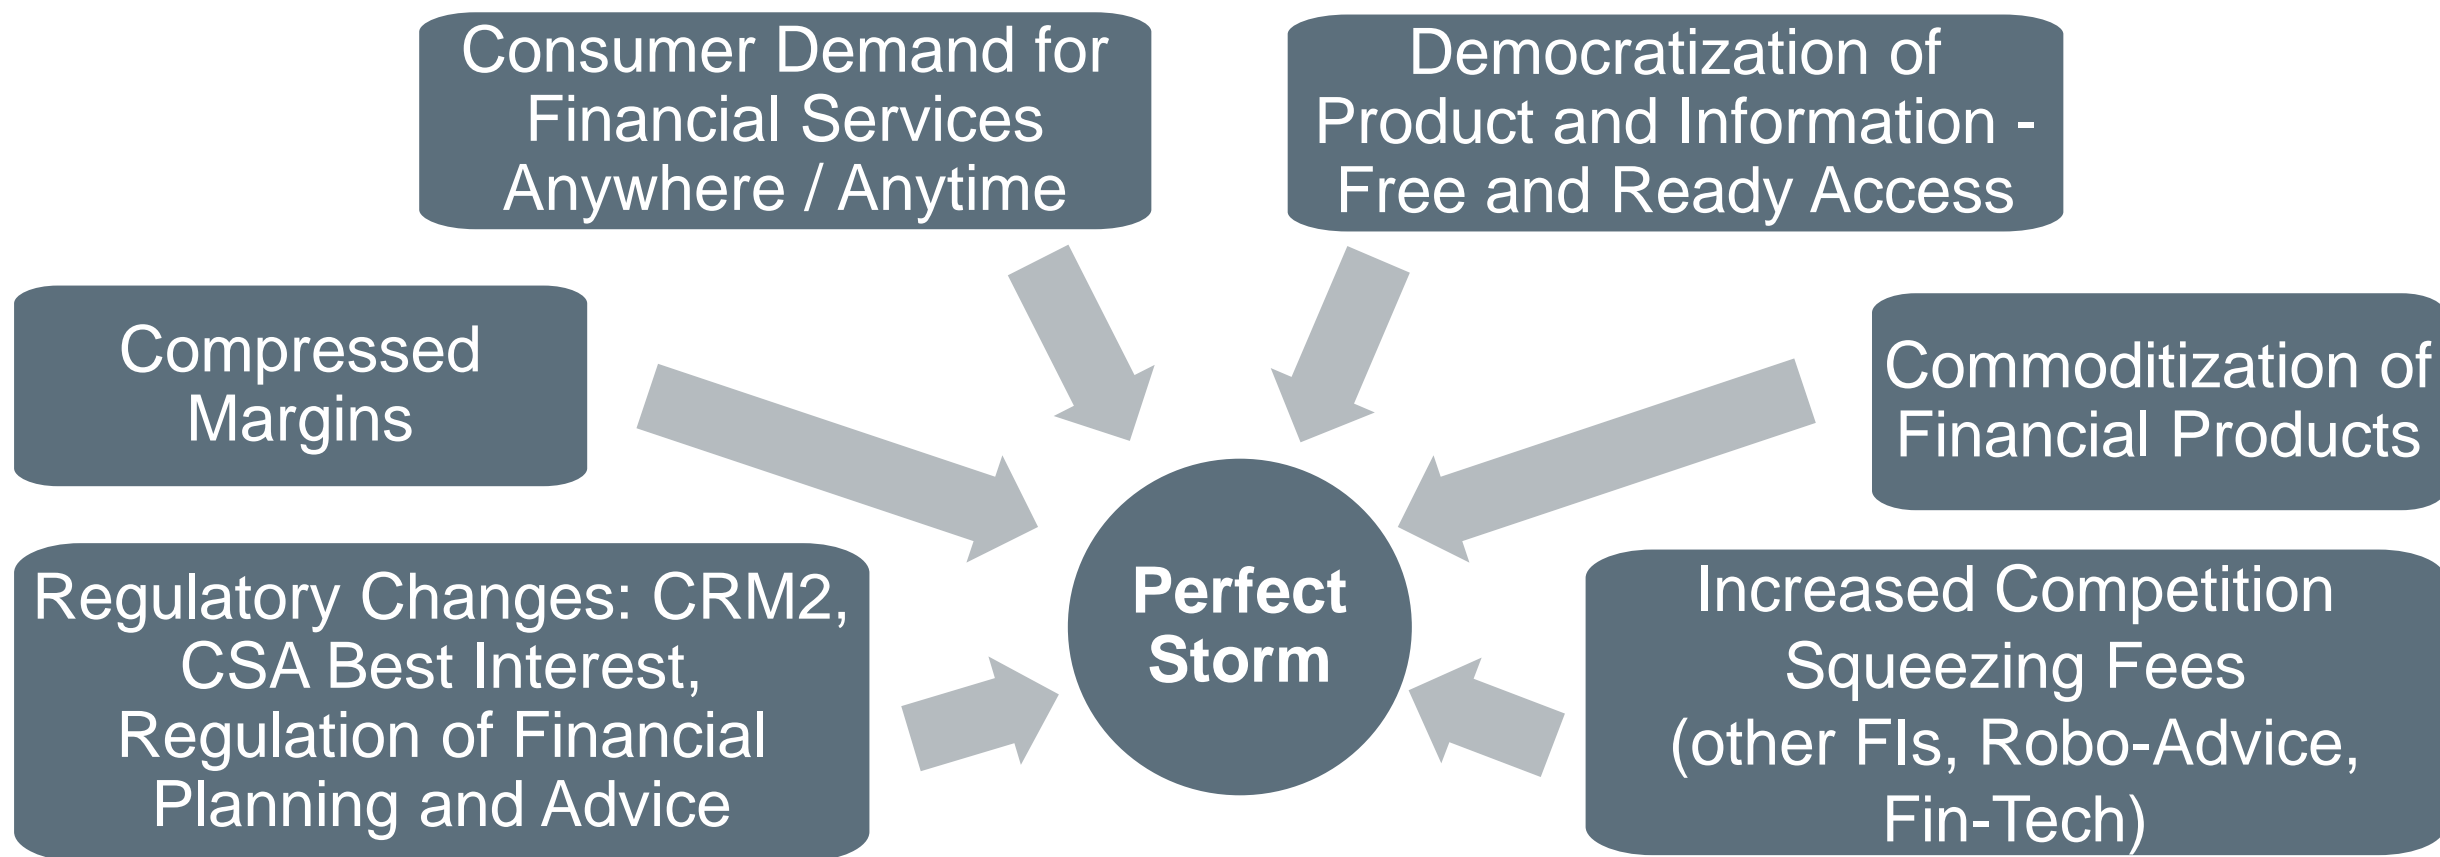 Consumer Demand for
Financial Services
Anywhere / Anytime
Democratization of
Product and Information -
Free and Ready Access
Compressed
Margins
Commoditization of
Financial Products
Regulatory Changes: CRM2,
CSA Best Interest,
Regulation of Financial
Planning and Advice
Perfect
Storm
Increased Competition
Squeezing Fees
(other FIs, Robo-Advice,
Fin-Tech)